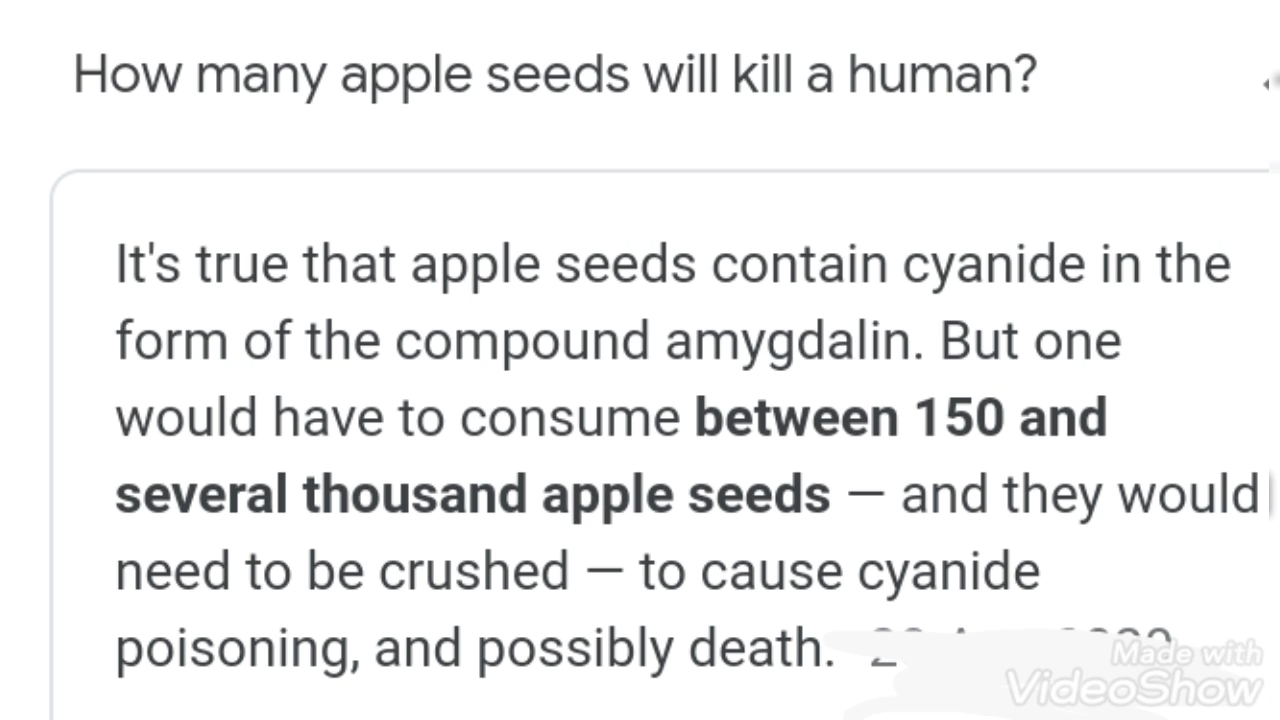 How many apple seeds will kill a human?
It's true that apple seeds contain cyanide in the
form of the compound amygdalin. But one
would have to consume between 150 and
several thousand apple seeds — and they would
need to be crushed — to cause cyanide
poisoning, and possibly death.
Made with
VideoShow